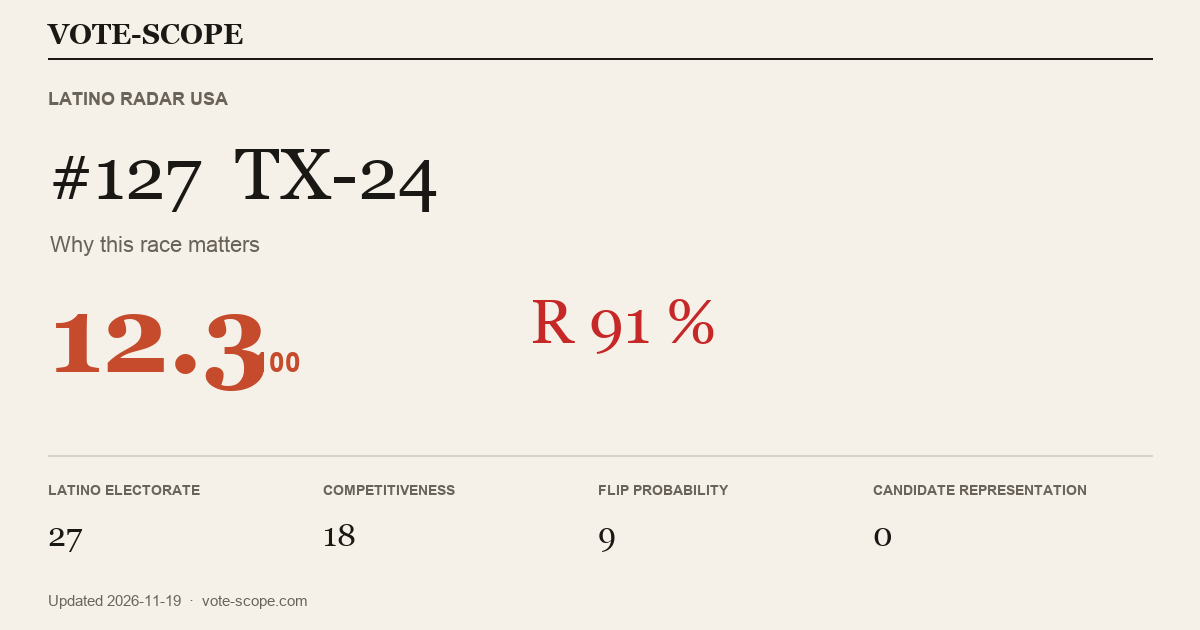 VOTE-SCOPE
LATINO RADAR USA
#127 TX-24
Why this race matters
12.3
R 91 %
LATINO ELECTORATE COMPETITIVENESS FLIP PROBABILITY CANDIDATE REPRESENTATION
27 18 9 0
Updated 2026-11-19 · vote-scope.com